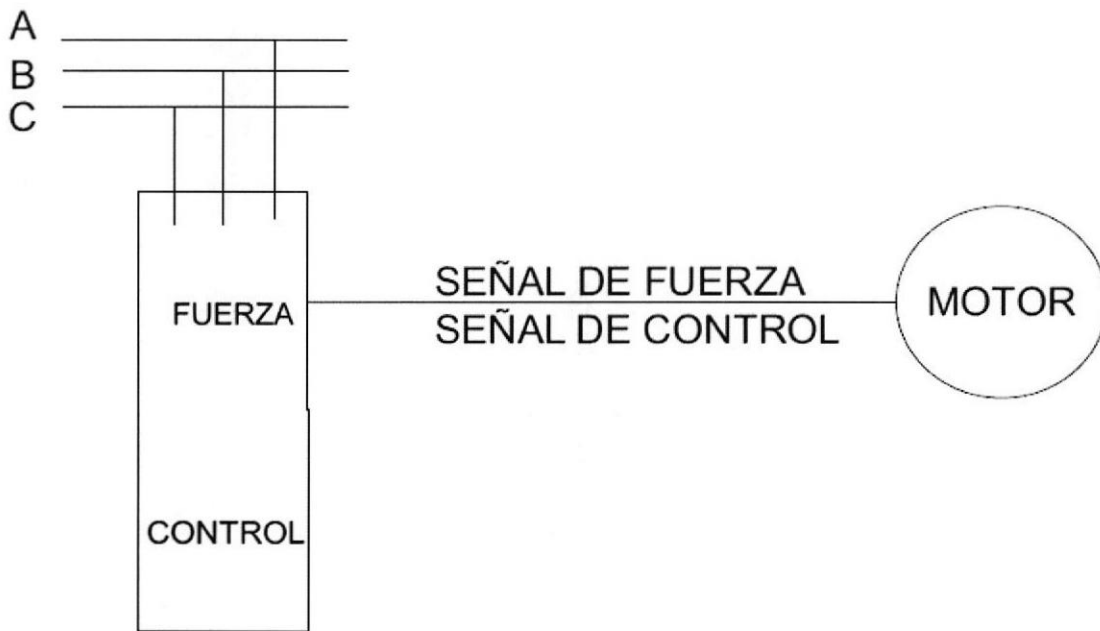 A
B
C
FUERZA
SEÑAL DE FUERZA
SEÑAL DE CONTROL
MOTOR
CONTROL